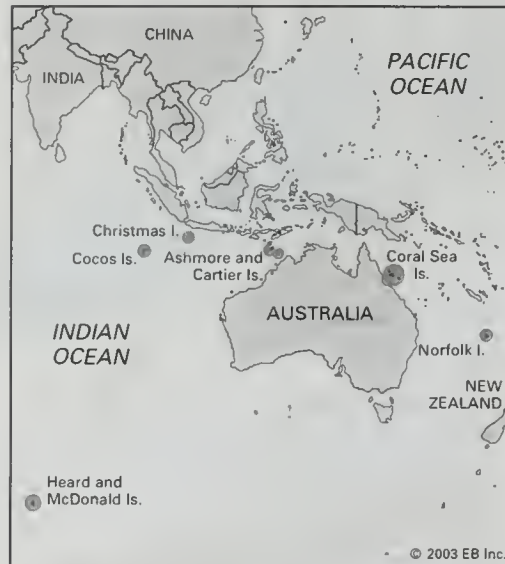 CHINA
INDIA
PACIFIC
OCEAN
Christmas I.
Cocos Is.
Ashmore and
Cartier Is.
Coral Sea
Is.
AUSTRALIA
INDIAN
OCEAN
Norfolk I.
NEW
ZEALAND
Heard and
McDonald Is.
© 2003 EB Inc.